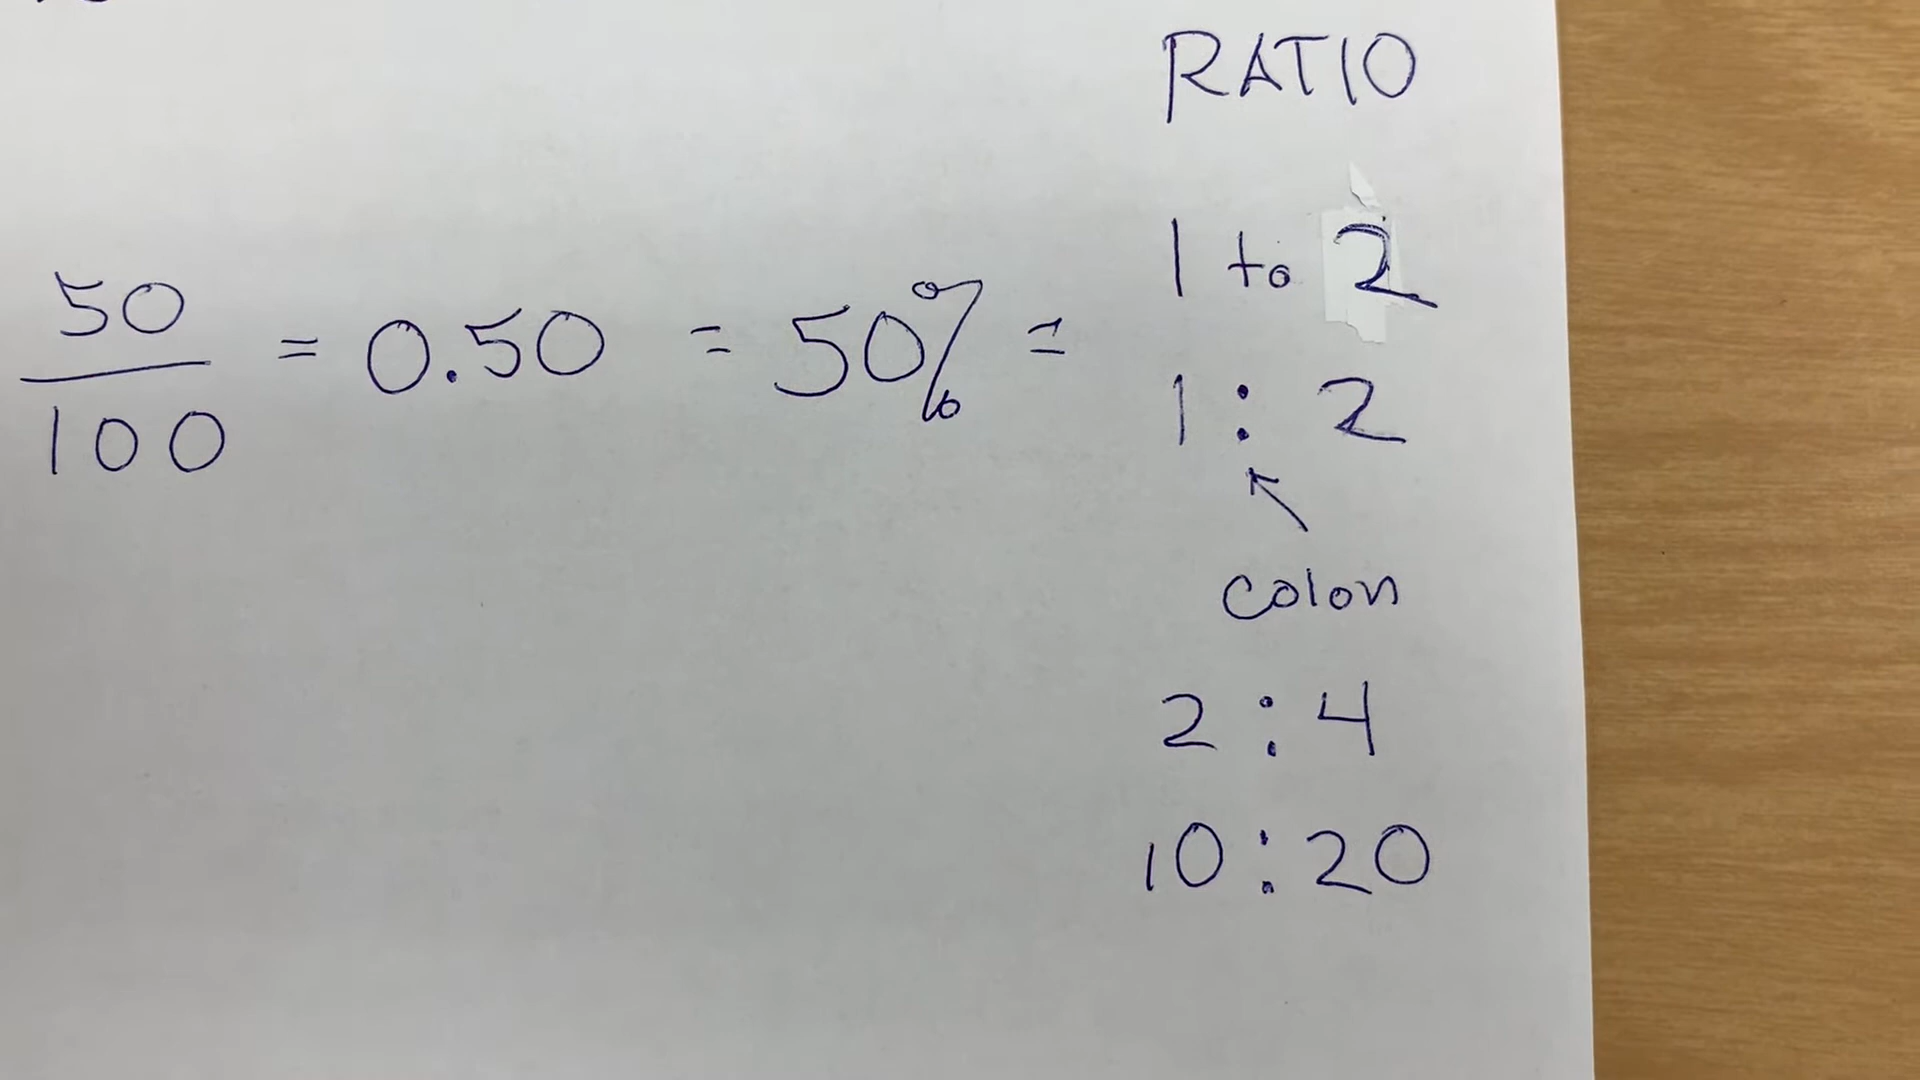 RATIO
1 to 2
50/100 = 0.50 = 50% =
1 : 2
colon
2 : 4
10 : 20